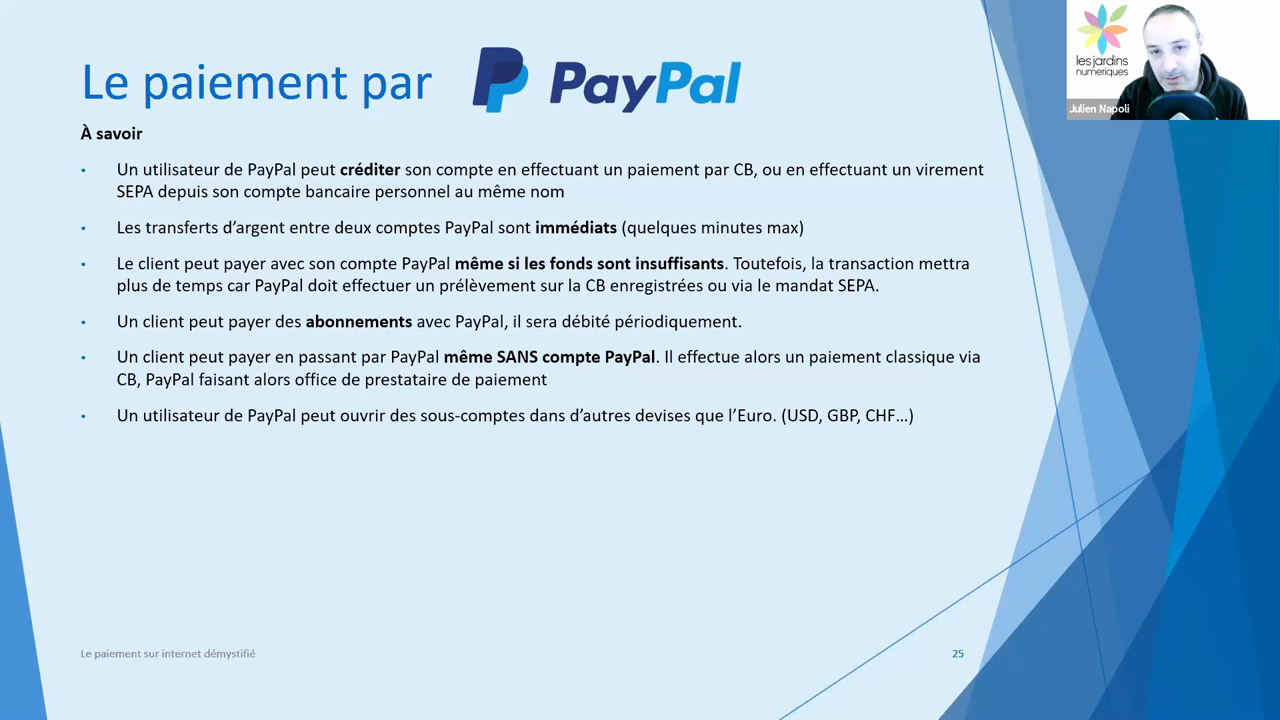 Le paiement par PayPal
À savoir
Un utilisateur de PayPal peut créditer son compte en effectuant un paiement par CB, ou en effectuant un virement
SEPA depuis son compte bancaire personnel au même nom
Les transferts d’argent entre deux comptes PayPal sont immédiats (quelques minutes max)
Le client peut payer avec son compte PayPal même si les fonds sont insuffisants. Toutefois, la transaction mettra
plus de temps car PayPal doit effectuer un prélèvement sur la CB enregistrées ou via le mandat SEPA.
Un client peut payer des abonnements avec PayPal, il sera débité périodiquement.
Un client peut payer en passant par PayPal même SANS compte PayPal. Il effectue alors un paiement classique via
CB, PayPal faisant alors office de prestataire de paiement
Un utilisateur de PayPal peut ouvrir des sous-comptes dans d’autres devises que l’Euro. (USD, GBP, CHF…)
Le paiement sur internet démystifié
25
les jardins
numeriques
Julien Napoli